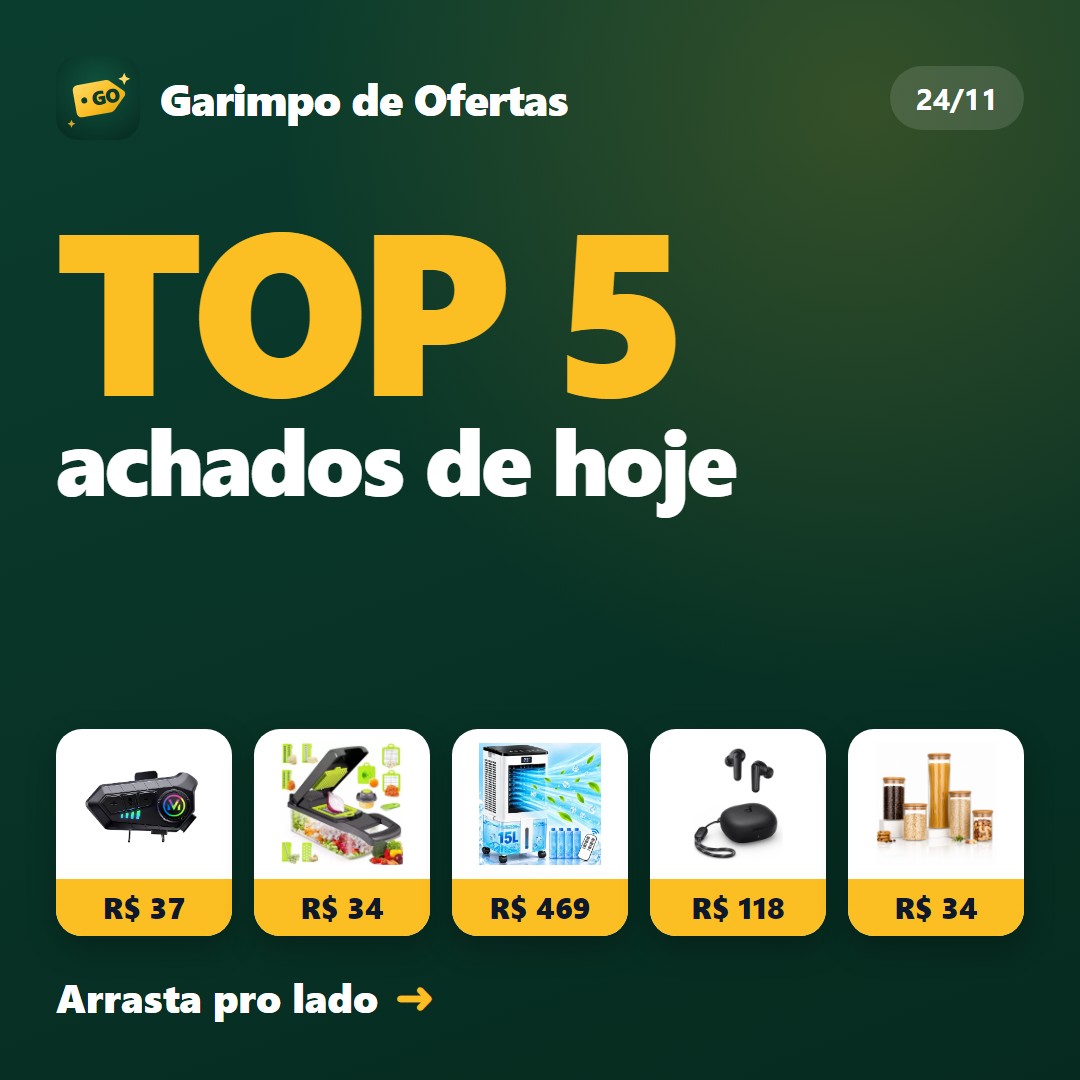 GO
Garimpo de Ofertas
24/11
TOP 5
achados de hoje
15L
R$ 37
R$ 34
R$ 469
R$ 118
R$ 34
Arrasta pro lado →